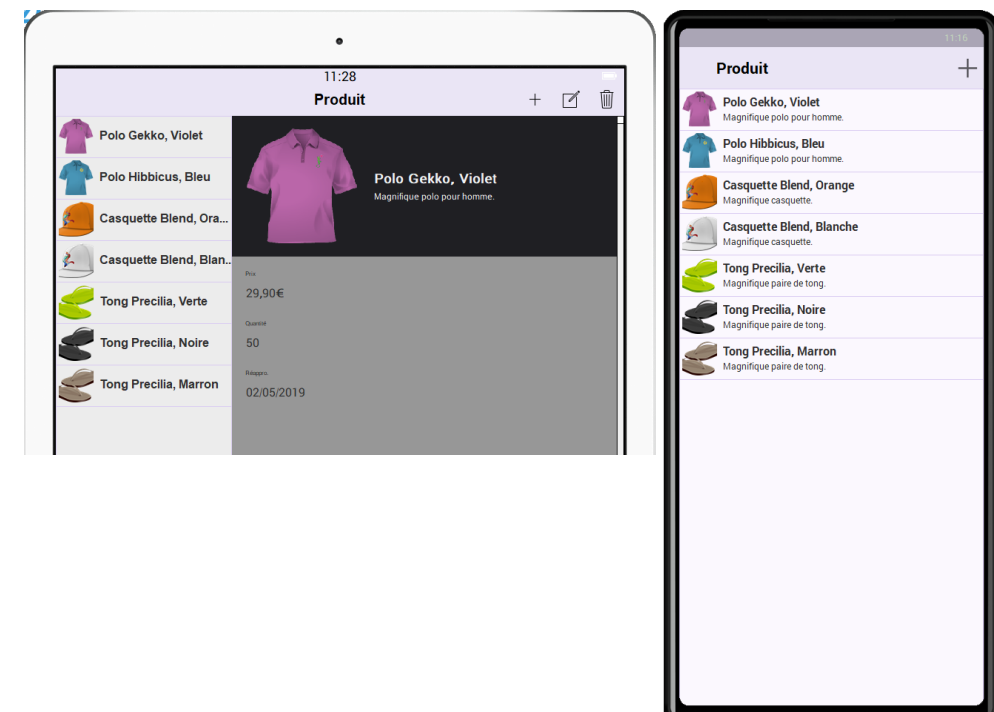 11:28
Produit
Polo Gekko, Violet
Polo Hibbicus, Bleu
Casquette Blend, Ora...
Casquette Blend, Blan..
Tong Precilia, Verte
Tong Precilia, Noire
Tong Precilia, Marron
Polo Gekko, Violet
Magnifique polo pour homme.
Prix
29,90€
Quantité
50
Réappro.
02/05/2019
11:16
Produit
Polo Gekko, Violet
Magnifique polo pour homme.
Polo Hibbicus, Bleu
Magnifique polo pour homme.
Casquette Blend, Orange
Magnifique casquette.
Casquette Blend, Blanche
Magnifique casquette.
Tong Precilia, Verte
Magnifique paire de tong.
Tong Precilia, Noire
Magnifique paire de tong.
Tong Precilia, Marron
Magnifique paire de tong.